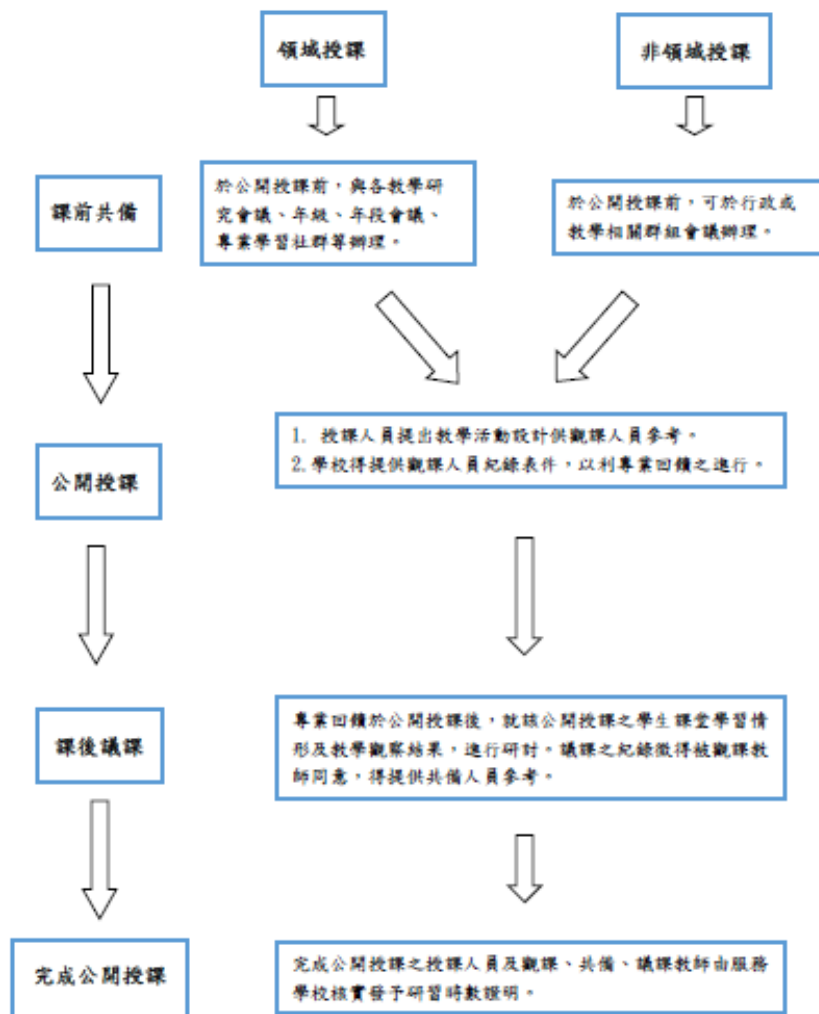 領域授課
非領域授課
課前共備
於公開授課前，與各教學研
究會議、年級、年段會議、
專業學習社群等辦理。
於公開授課前，可於行政或
教學相關群組會議辦理。
公開授課
1. 授課人員提出教學活動設計供觀課人員參考。
2.學校得提供觀課人員紀錄表件，以利專業回饋之進行。
課後議課
專業回饋於公開授課後，就該公開授課之學生課堂學習情
形及教學觀察結果，進行研討。議課之紀錄徵得被觀課教
師同意，得提供共備人員參考。
完成公開授課
完成公開授課之授課人員及觀課、共備、議課教師由服務
學校核實發予研習時數證明。